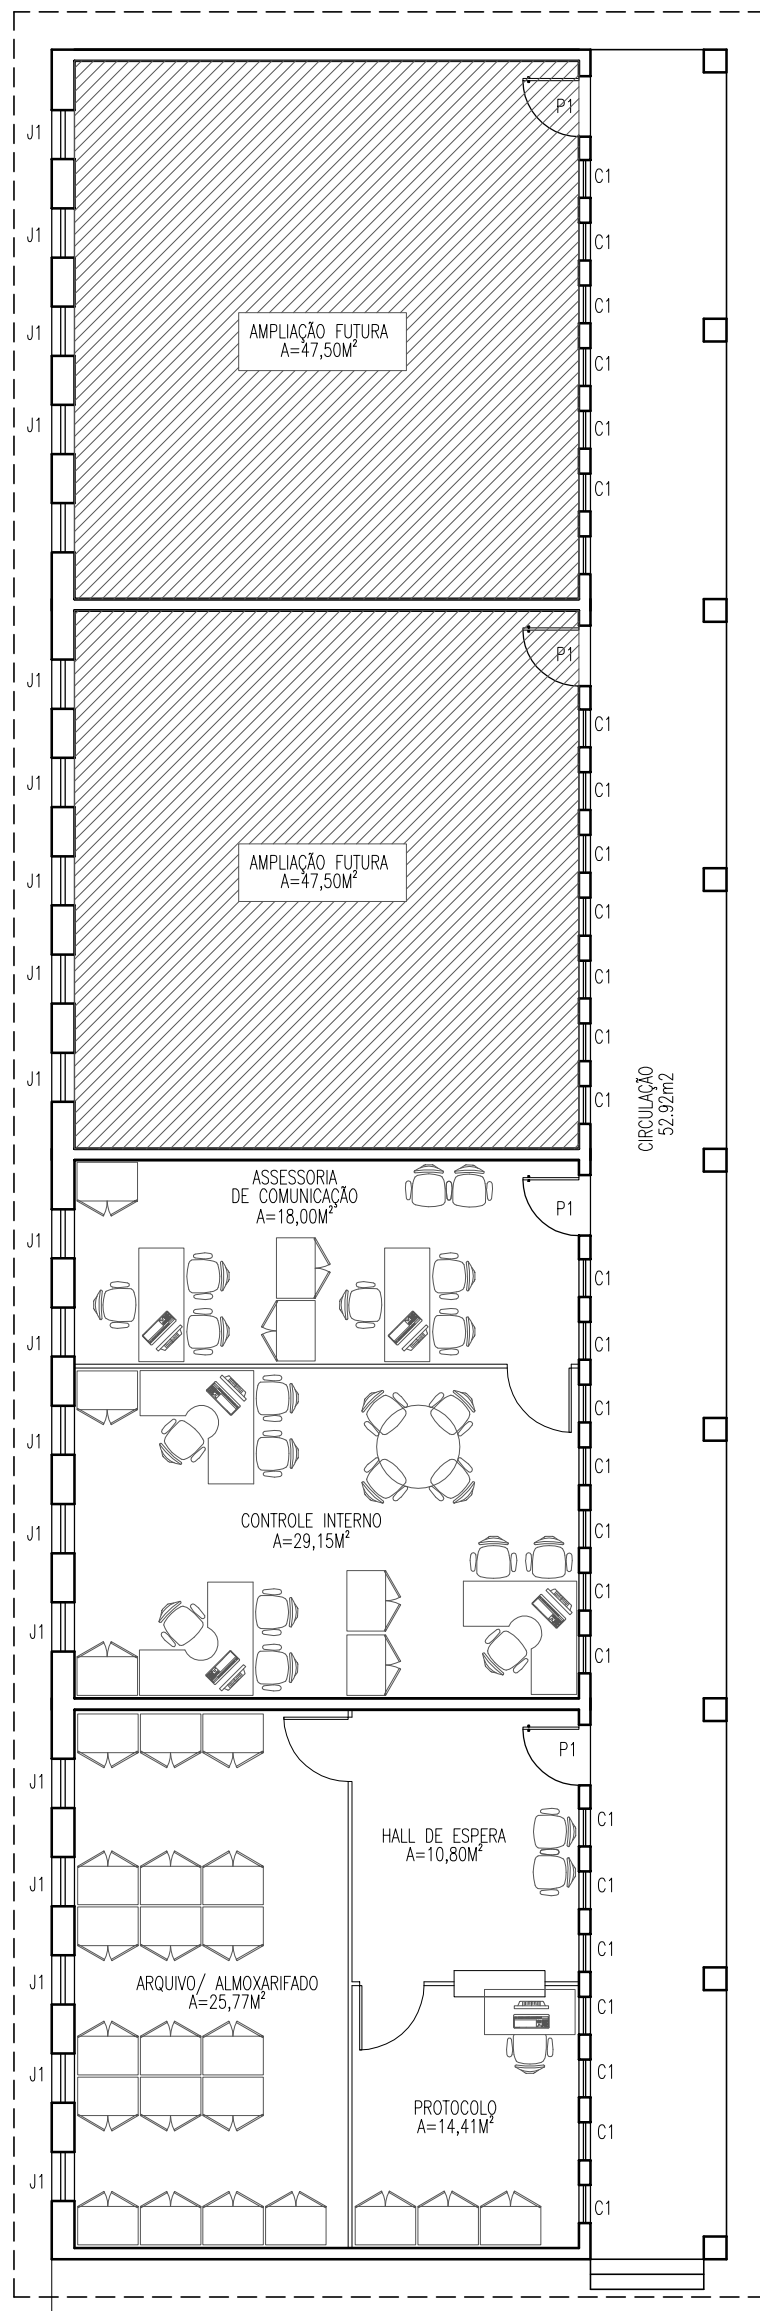 P1
J1
C1
J1
C1
C1
J1
AMPLIAÇÃO FUTURA
A=47,50M²
C1
J1
C1
C1
P1
J1
C1
J1
C1
C1
AMPLIAÇÃO FUTURA
A=47,50M²
J1
C1
J1
C1
C1
J1
C1
CIRCULAÇÃO
52.92m2
ASSESSORIA
DE COMUNICAÇÃO
A=18,00M²
P1
J1
C1
J1
C1
C1
J1
C1
CONTROLE INTERNO
A=29,15M²
J1
C1
C1
J1
C1
P1
J1
C1
HALL DE ESPERA
A=10,80M²
J1
C1
C1
J1
ARQUIVO/ ALMOXARIFADO
A=25,77M²
C1
J1
C1
PROTOCOLO
A=14,41M²
C1
J1
C1